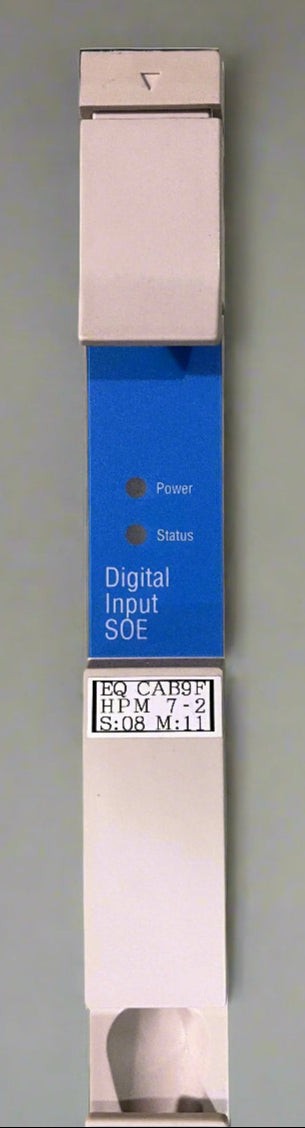 Power
Status
Digital
Input
SOE
EQ CAB9F
HPM 7-2
S:08 M:11